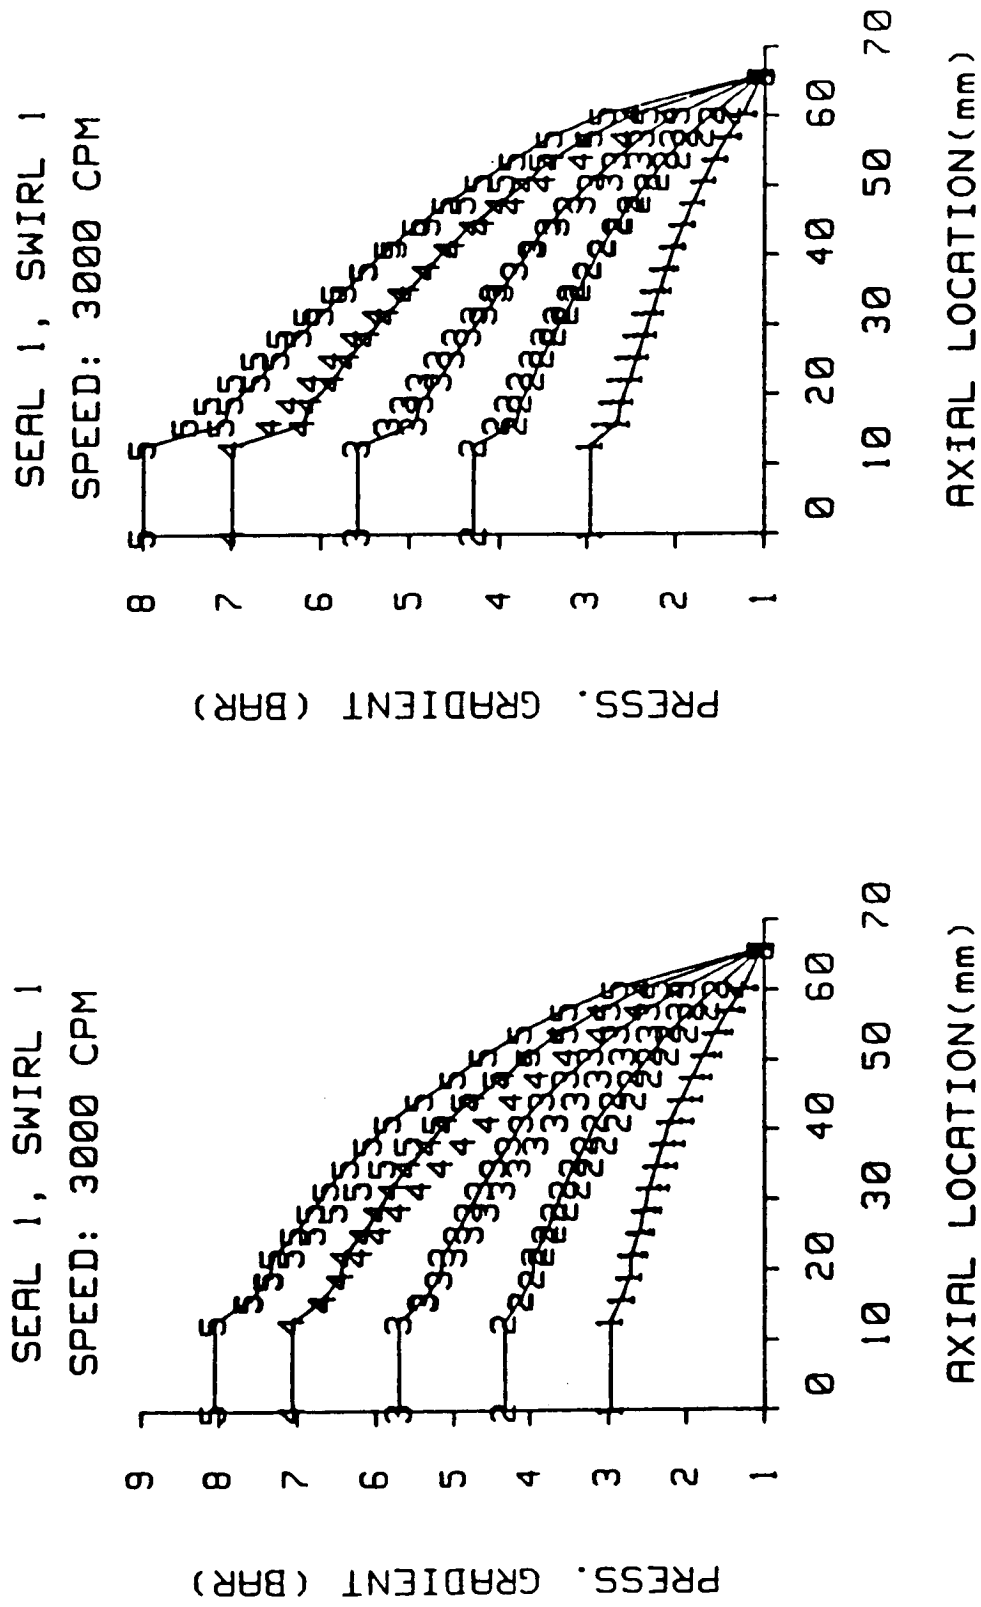 SEAL 1, SWIRL 1
SPEED: 3000 CPM
PRESS. GRADIENT (BAR)
9
8
7
6
5
4
3
2
1
0 10 20 30 40 50 60 70
AXIAL LOCATION(mm)
SEAL 1, SWIRL 1
SPEED: 3000 CPM
PRESS. GRADIENT (BAR)
8
7
6
5
4
3
2
1
0 10 20 30 40 50 60 70
AXIAL LOCATION(mm)